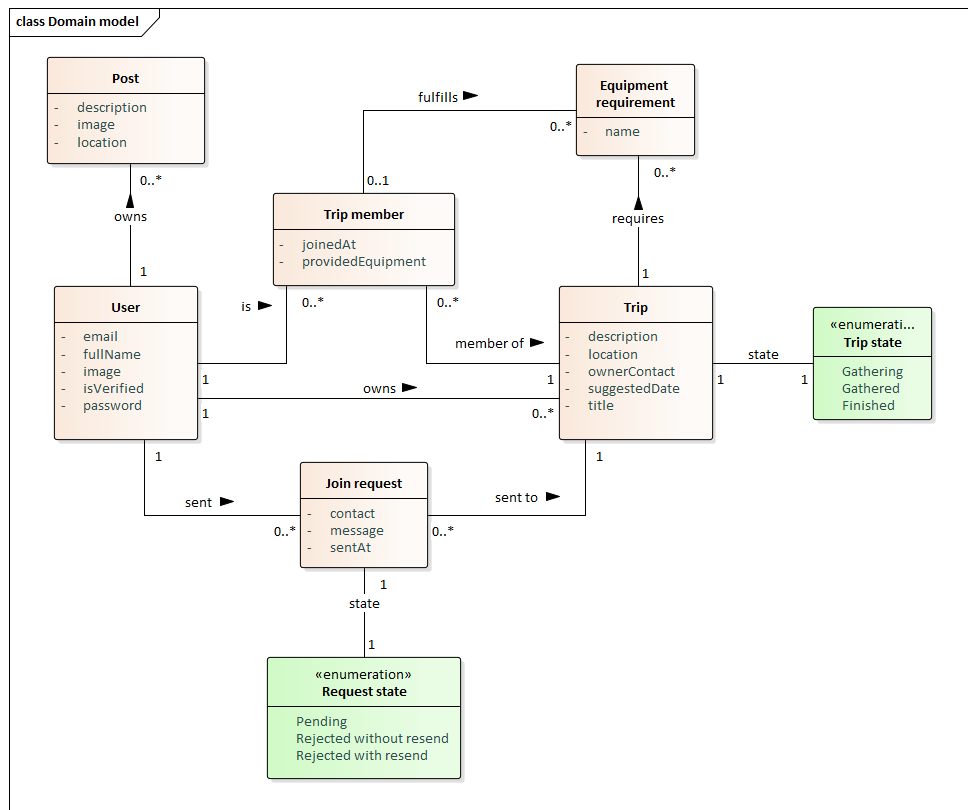 class Domain model
Post
- description
- image
- location
0..*
owns
1
fulfills
0..*
0..1
Equipment
requirement
- name
0..*
requires
1
Trip member
- joinedAt
- providedEquipment
is
0..*
0..*
member of
User
- email
- fullName
- image
- isVerified
- password
1
1
owns
1
0..*
Trip
- description
- location
- ownerContact
- suggestedDate
- title
state
1
1
«enumerati...
Trip state
Gathering
Gathered
Finished
1
sent
0..*
Join request
- contact
- message
- sentAt
sent to
0..*
1
1
state
1
«enumeration»
Request state
Pending
Rejected without resend
Rejected with resend